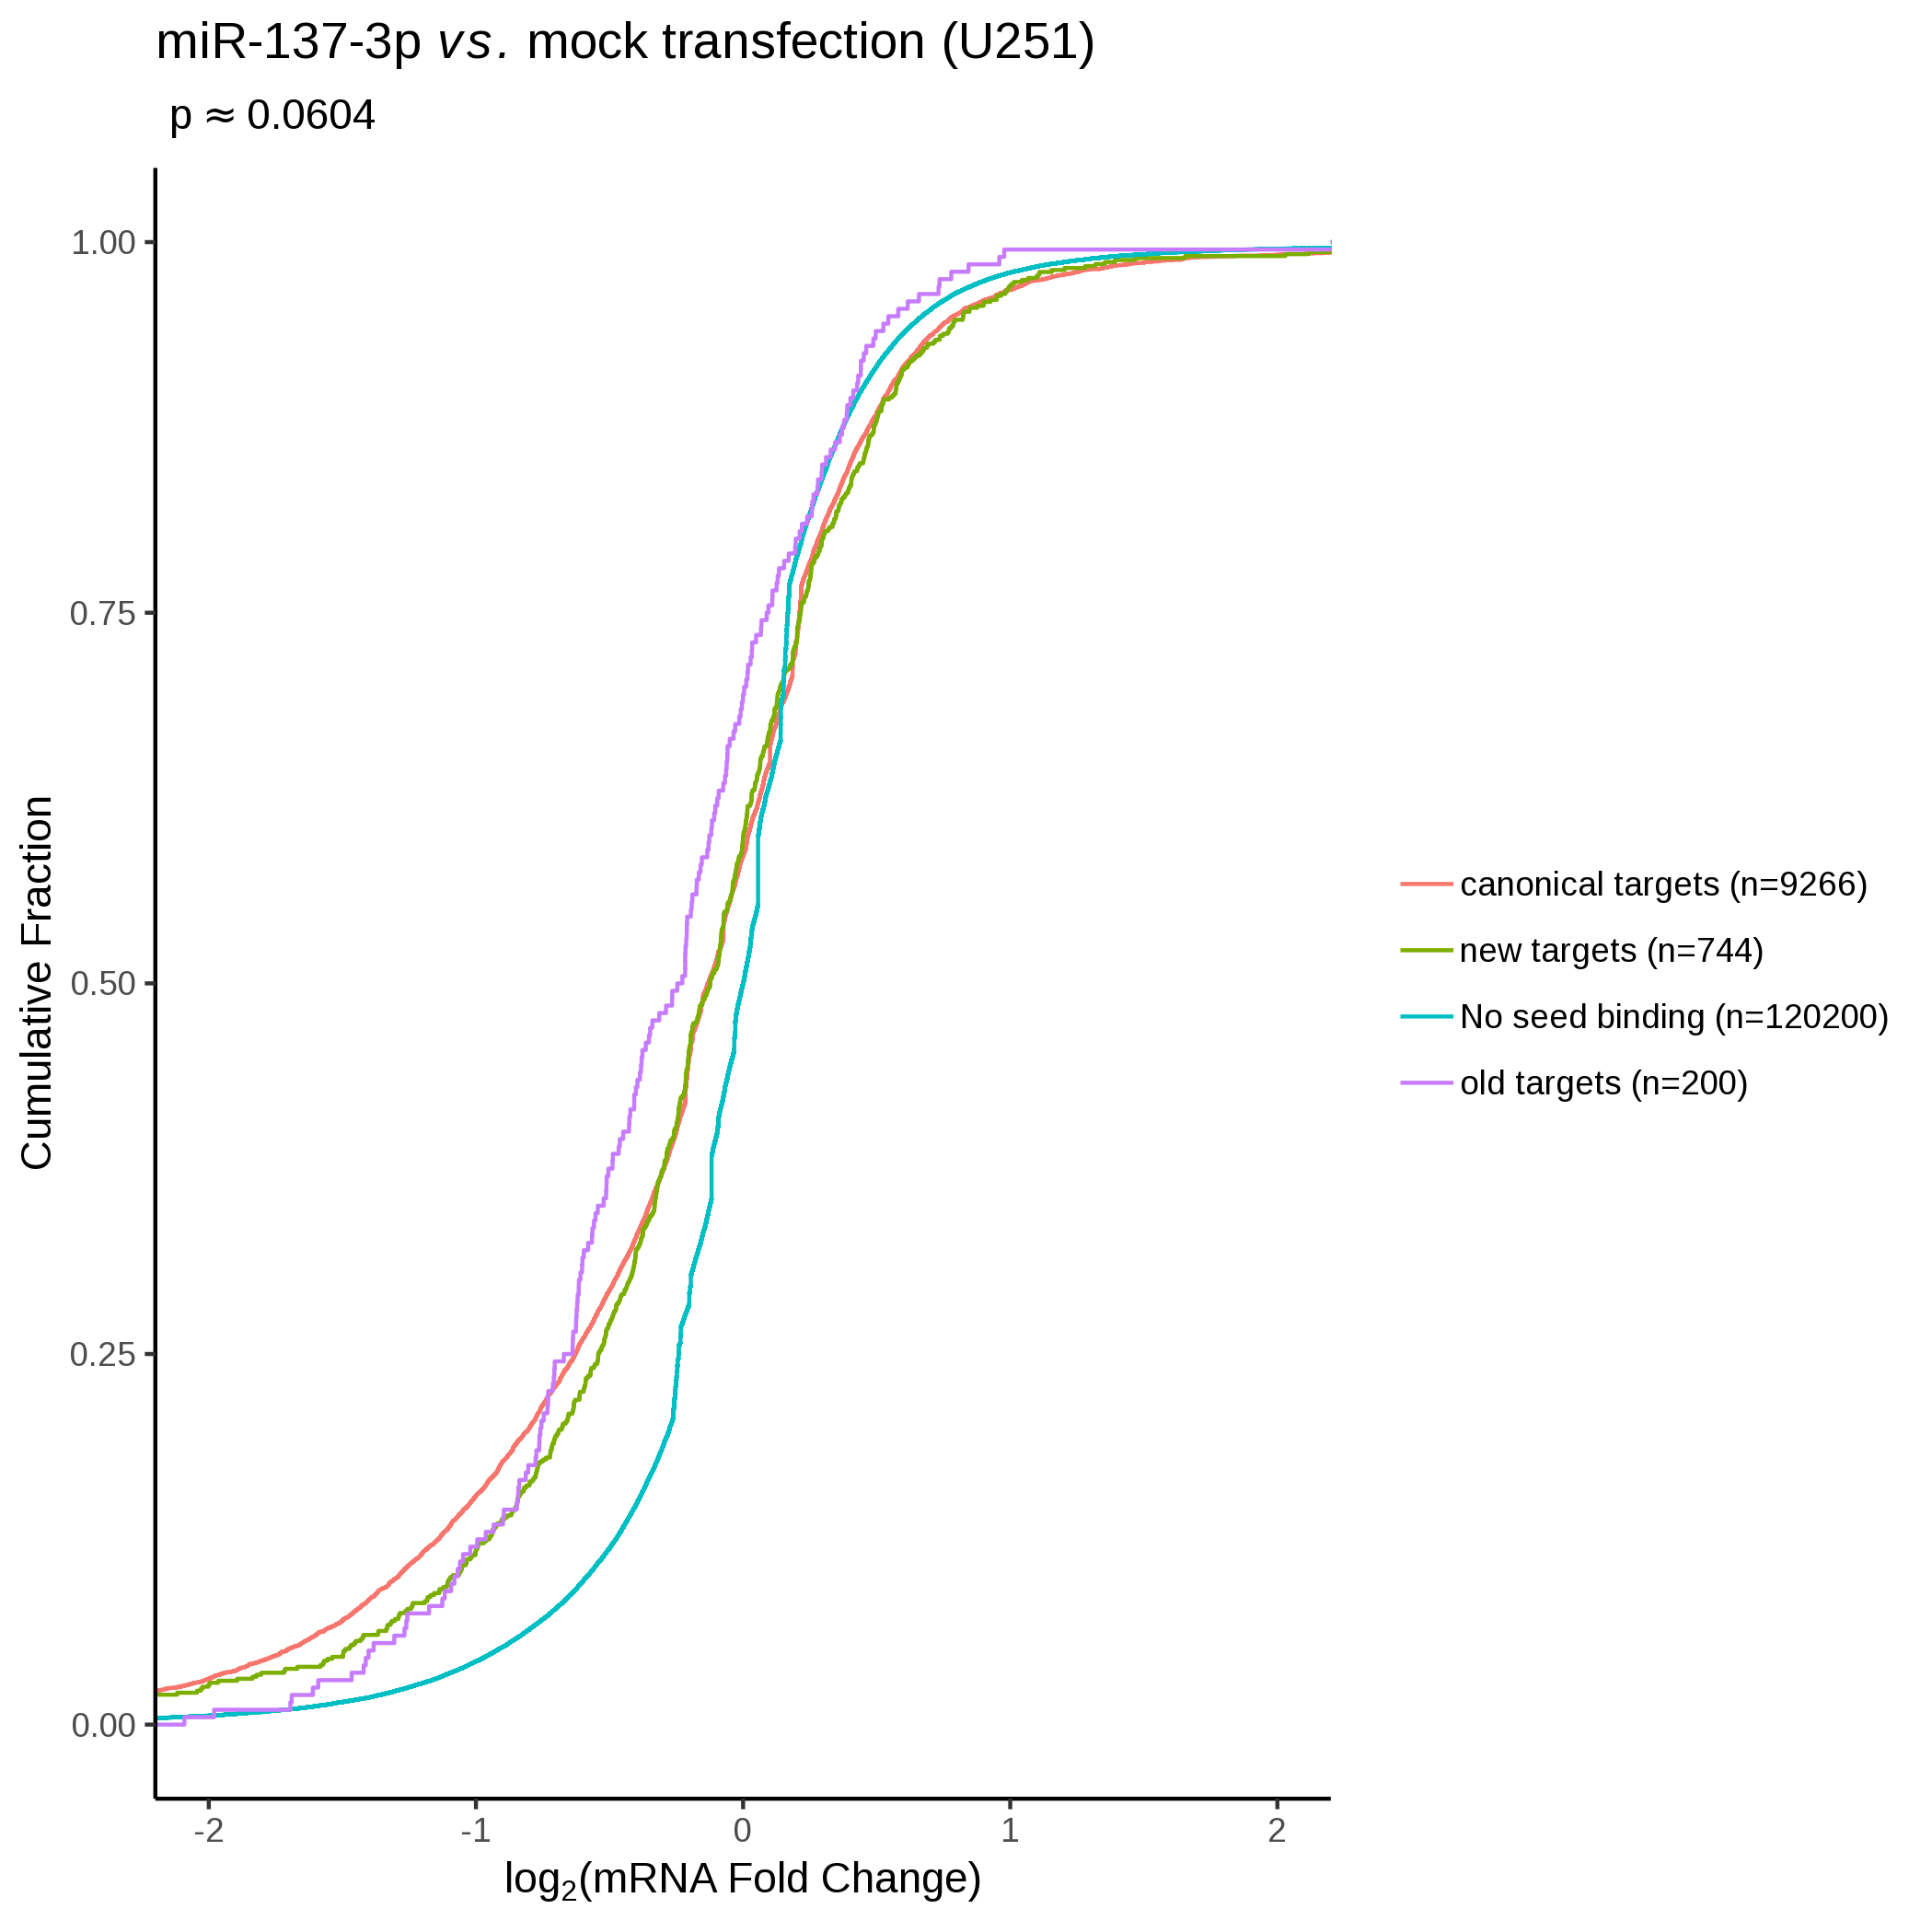 miR-137-3p vs. mock transfection (U251)
p ≈ 0.0604
1.00
0.75
0.50
0.25
0.00
Cumulative Fraction
-2
-1
0
1
2
log₂(mRNA Fold Change)
canonical targets (n=9266)
new targets (n=744)
No seed binding (n=120200)
old targets (n=200)